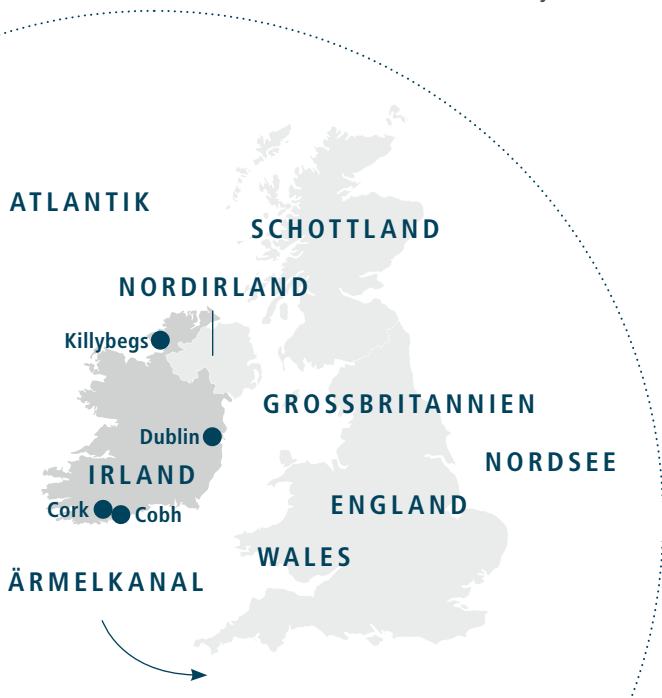 ATLANTIK
SCHOTTLAND
NORDIRLAND
Killybegs
GROSSBRITANNIEN
Dublin
NORDSEE
IRLAND
ENGLAND
Cork
Cobh
WALES
ÄRMELKANAL